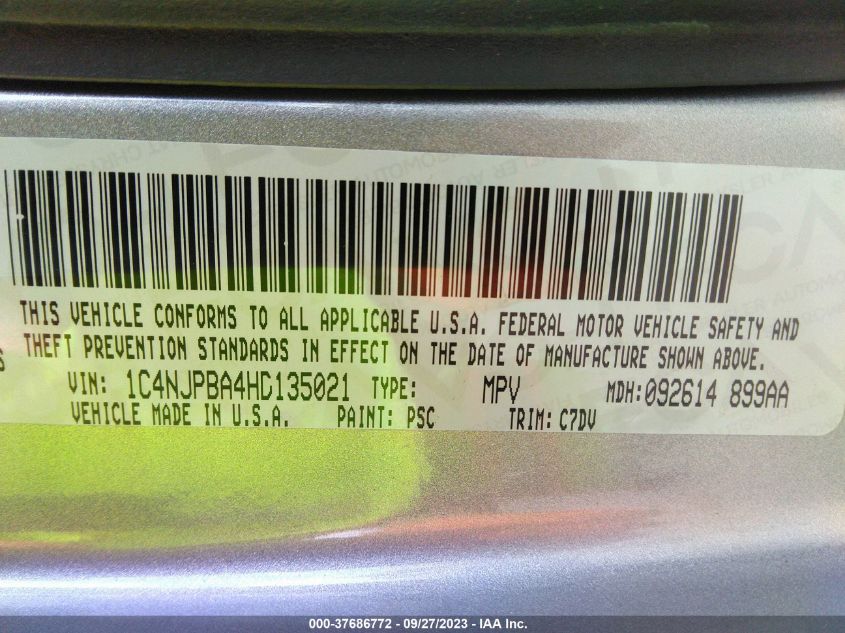 THIS VEHICLE CONFORMS TO ALL APPLICABLE U.S.A. FEDERAL MOTOR VEHICLE SAFETY AND
S THEFT PREVENTION STANDARDS IN EFFECT ON THE DATE OF MANUFACTURE SHOWN ABOVE.
VIN: 1C4NJPBA4HD135021 TYPE: MPV MDH:092614 899AA
VEHICLE MADE IN U.S.A. PAINT: PSC TRIM: C7DV
000-37686772 - 09/27/2023 - IAA Inc.